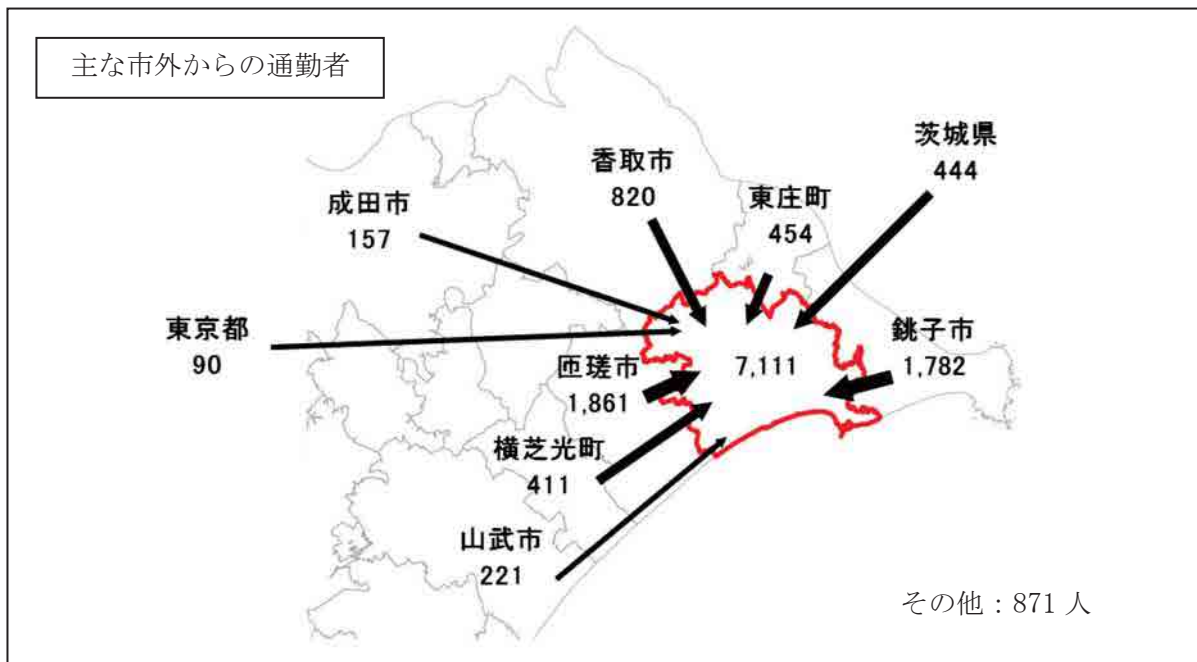 主な市外からの通勤者
茨城県
444
香取市
820
東庄町
454
成田市
157
東京都
90
銚子市
1,782
7,111
匝瑳市
1,861
横芝光町
411
山武市
221
その他：871 人